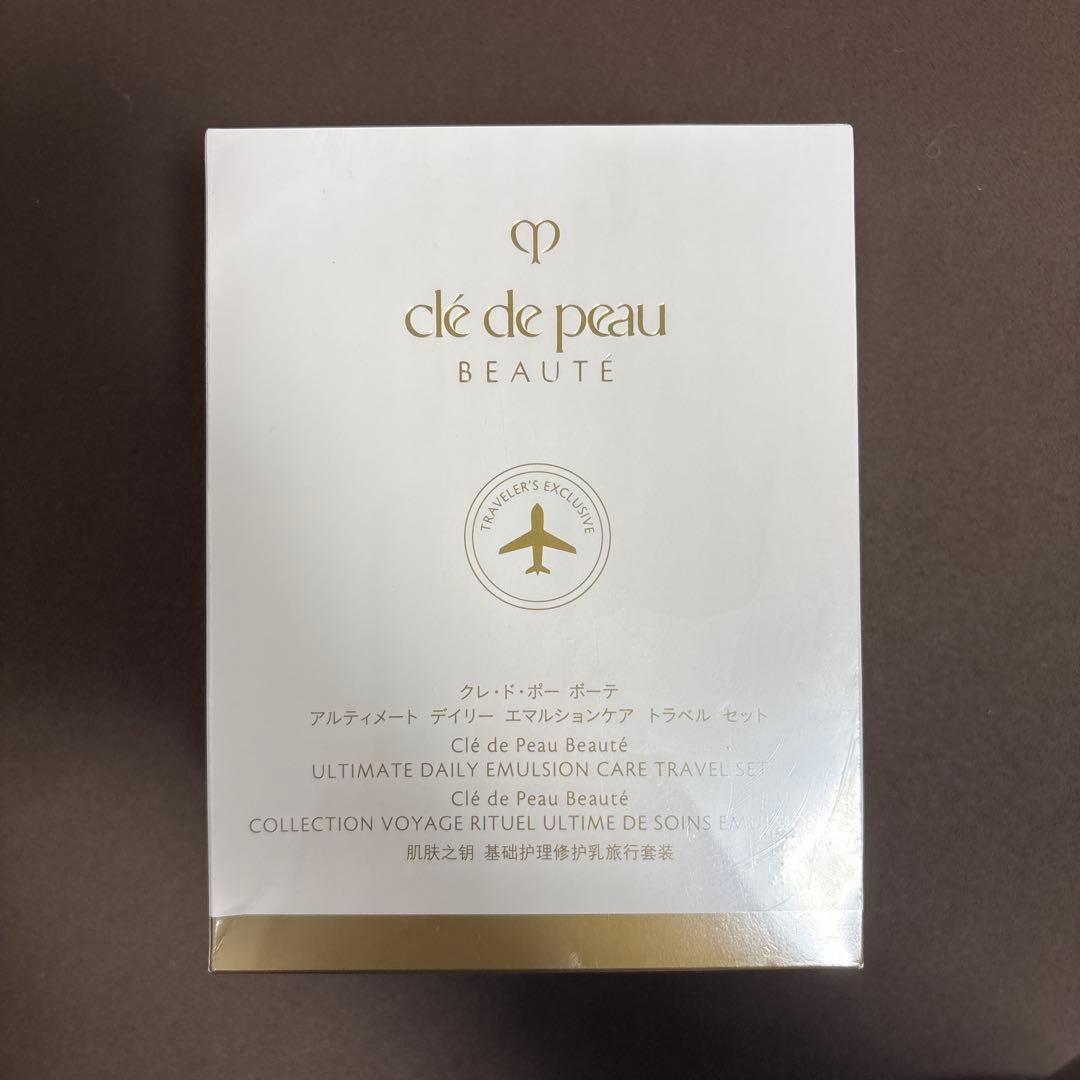 clé de peau
BEAUTÉ
TRAVELER'S EXCLUSIVE
クレ・ド・ポー ボーテ
アルティメート デイリー エマルションケア トラベル セット
Clé de Peau Beauté
ULTIMATE DAILY EMULSION CARE TRAVEL SET
Clé de Peau Beauté
COLLECTION VOYAGE RITUEL ULTIME DE SOINS EMULSION
肌肤之钥 基础护理修护乳旅行套装